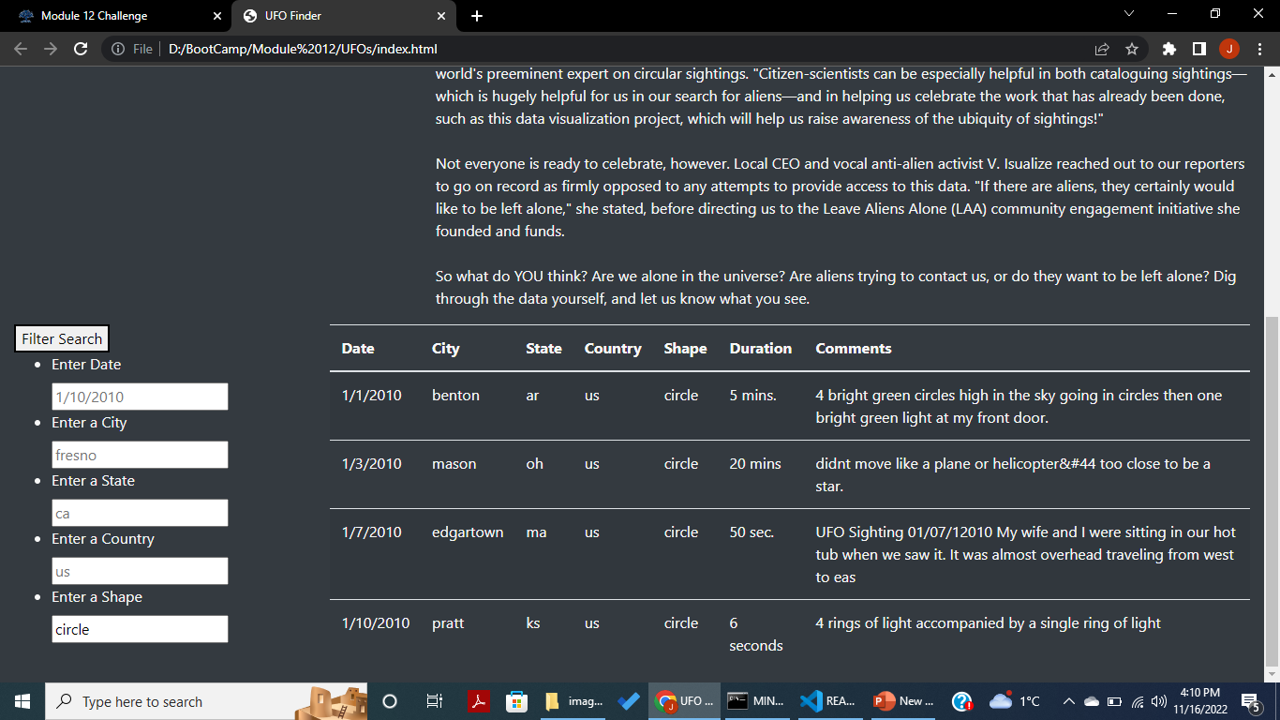 Module 12 Challenge
UFO Finder
File
D:/BootCamp/Module%2012/UFOs/index.html
J
world's preeminent expert on circular sightings. "Citizen-scientists can be especially helpful in both cataloguing sightings—
which is hugely helpful for us in our search for aliens—and in helping us celebrate the work that has already been done,
such as this data visualization project, which will help us raise awareness of the ubiquity of sightings!"
Not everyone is ready to celebrate, however. Local CEO and vocal anti-alien activist V. Isualize reached out to our reporters
to go on record as firmly opposed to any attempts to provide access to this data. "If there are aliens, they certainly would
like to be left alone," she stated, before directing us to the Leave Aliens Alone (LAA) community engagement initiative she
founded and funds.
So what do YOU think? Are we alone in the universe? Are aliens trying to contact us, or do they want to be left alone? Dig
through the data yourself, and let us know what you see.
Filter Search
Enter Date
1/10/2010
Enter a City
fresno
Enter a State
ca
Enter a Country
us
Enter a Shape
circle
Date City State Country Shape Duration Comments
1/1/2010 benton ar us circle 5 mins. 4 bright green circles high in the sky going in circles then one
bright green light at my front door.
1/3/2010 mason oh us circle 20 mins didnt move like a plane or helicopter&#44 too close to be a
star.
1/7/2010 edgartown ma us circle 50 sec. UFO Sighting 01/07/12010 My wife and I were sitting in our hot
tub when we saw it. It was almost overhead traveling from west
to eas
1/10/2010 pratt ks us circle 6 4 rings of light accompanied by a single ring of light
seconds
Type here to search
imag...
UFO ...
MIN...
REA...
New ...
1°C
4:10 PM
11/16/2022
5